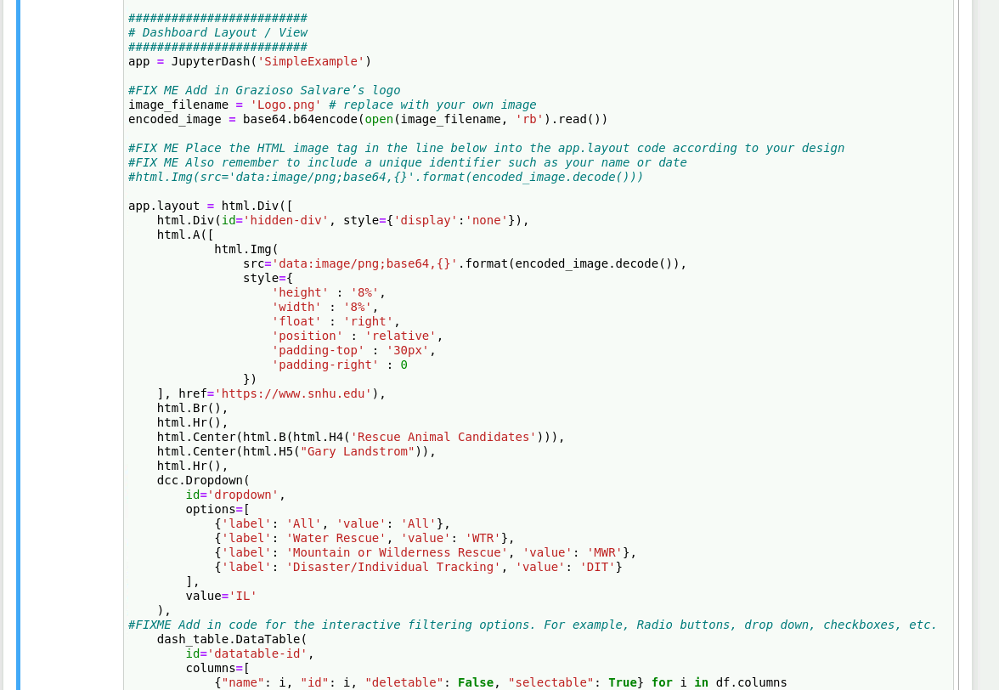 #########################
# Dashboard Layout / View
#########################
app = JupyterDash('SimpleExample')
#FIX ME Add in Grazioso Salvare’s logo
image_filename = 'Logo.png' # replace with your own image
encoded_image = base64.b64encode(open(image_filename, 'rb').read())
#FIX ME Place the HTML image tag in the line below into the app.layout code according to your design
#FIX ME Also remember to include a unique identifier such as your name or date
#html.Img(src='data:image/png;base64,{}'.format(encoded_image.decode()))
app.layout = html.Div([
    html.Div(id='hidden-div', style={'display':'none'}),
    html.A([
            html.Img(
                src='data:image/png;base64,{}'.format(encoded_image.decode()),
                style={
                    'height' : '8%',
                    'width' : '8%',
                    'float' : 'right',
                    'position' : 'relative',
                    'padding-top' : '30px',
                    'padding-right' : 0
                })
    ], href='https://www.snhu.edu'),
    html.Br(),
    html.Hr(),
    html.Center(html.B(html.H4('Rescue Animal Candidates'))),
    html.Center(html.H5("Gary Landstrom")),
    html.Hr(),
    dcc.Dropdown(
        id='dropdown',
        options=[
            {'label': 'All', 'value': 'All'},
            {'label': 'Water Rescue', 'value': 'WTR'},
            {'label': 'Mountain or Wilderness Rescue', 'value': 'MWR'},
            {'label': 'Disaster/Individual Tracking', 'value': 'DIT'}
        ],
        value='IL'
    ),
#FIXME Add in code for the interactive filtering options. For example, Radio buttons, drop down, checkboxes, etc.
    dash_table.DataTable(
        id='datatable-id',
        columns=[
            {"name": i, "id": i, "deletable": False, "selectable": True} for i in df.columns